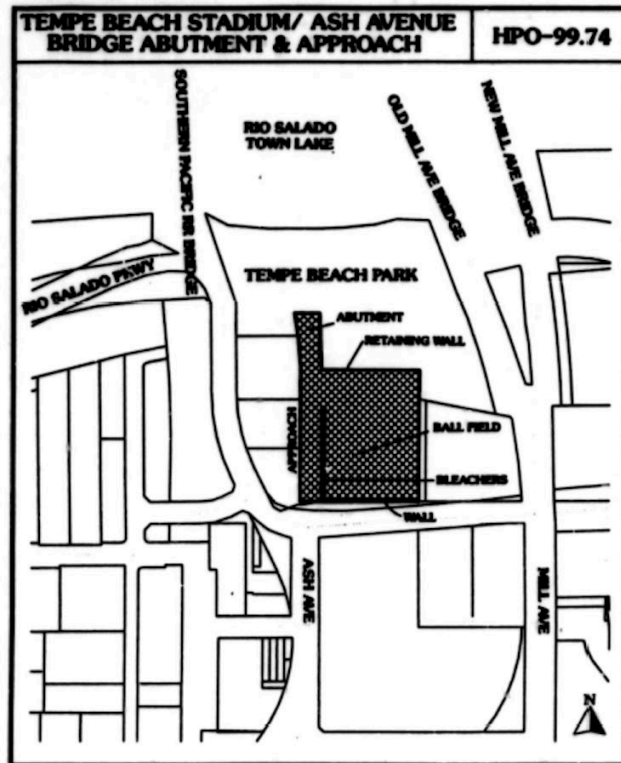 TEMPE BEACH STADIUM/ ASH AVENUE
BRIDGE ABUTMENT & APPROACH
HPO-99.74
SOUTHERN PACIFIC RR BRIDGE
RIO SALADO
TOWN LAKE
OLD MILL AVE BRIDGE
NEW MILL AVE BRIDGE
RIO SALADO PKWY
TEMPE BEACH PARK
ABUTMENT
RETAINING WALL
APPROACH
BALL FIELD
BLEACHERS
WALL
ASH AVE
MILL AVE
N